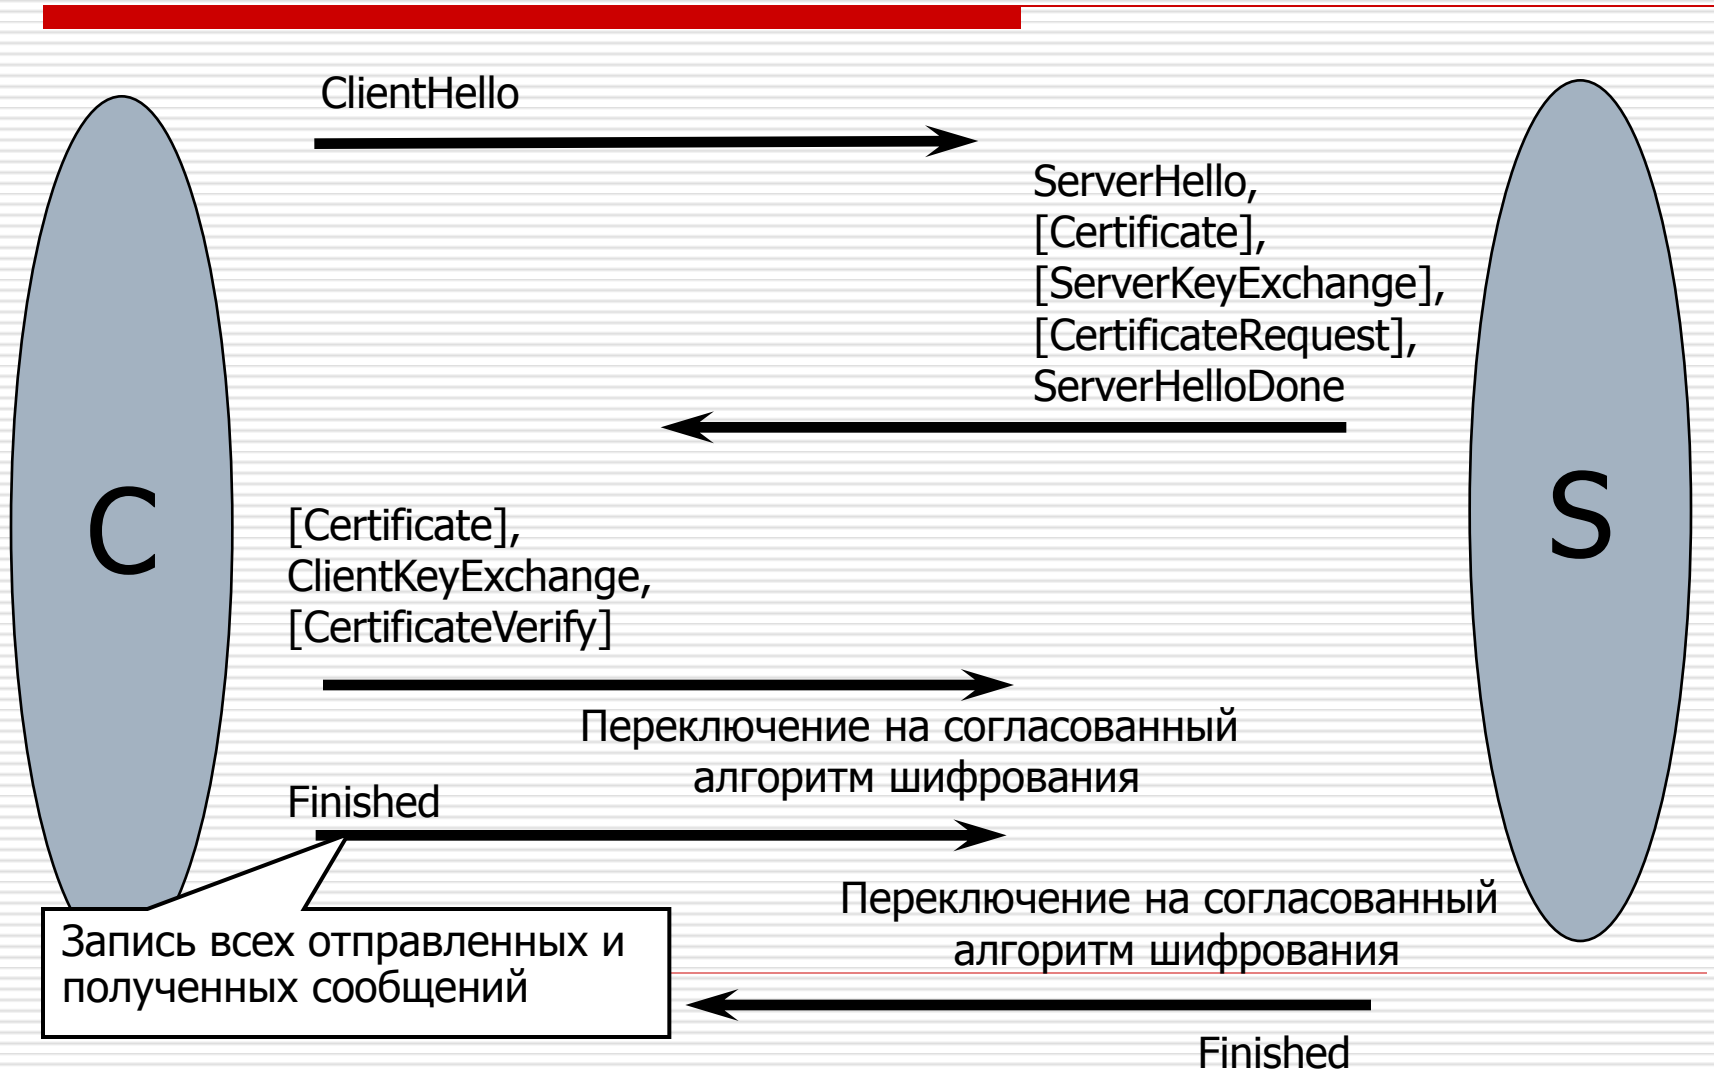 ClientHello
ServerHello,
[Certificate],
[ServerKeyExchange],
[CertificateRequest],
ServerHelloDone
C
S
[Certificate],
ClientKeyExchange,
[CertificateVerify]
Переключение на согласованный
алгоритм шифрования
Finished
Переключение на согласованный
алгоритм шифрования
Запись всех отправленных и
полученных сообщений
Finished